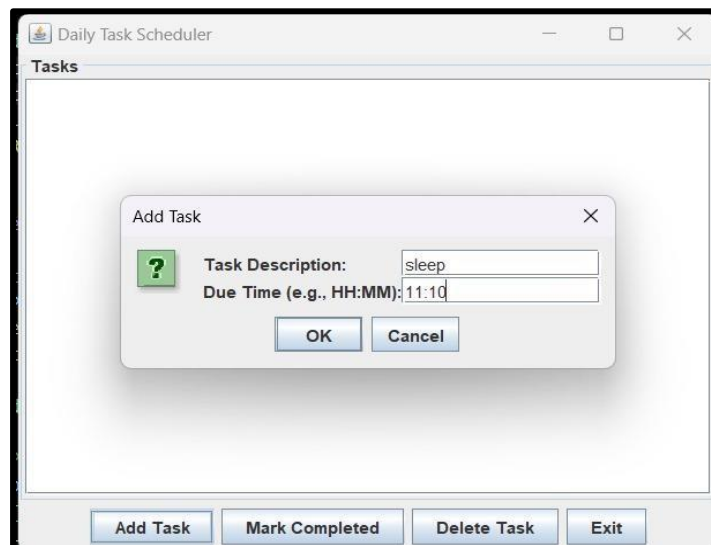 Daily Task Scheduler
Tasks
Add Task
?
Task Description: sleep
Due Time (e.g., HH:MM): 11:10
OK Cancel
Add Task Mark Completed Delete Task Exit